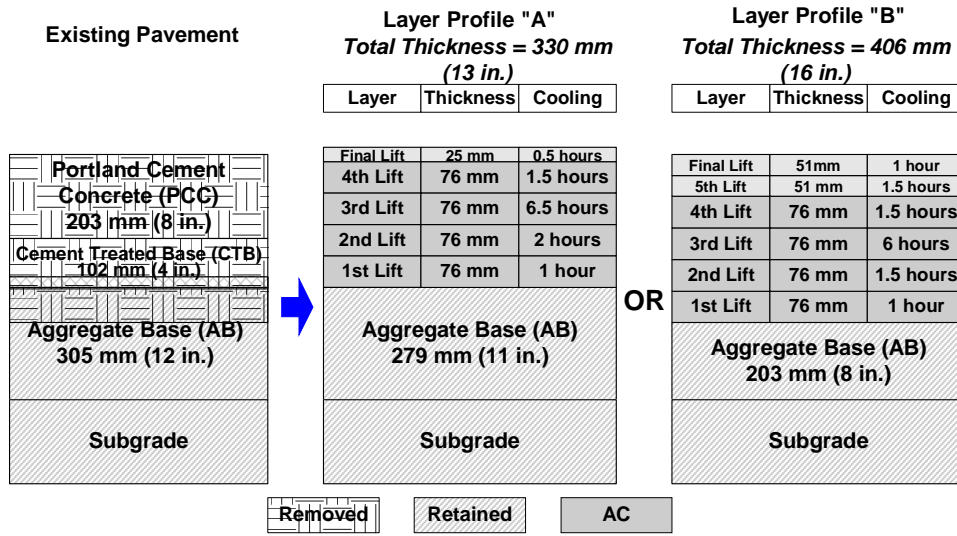 Existing Pavement
Portland Cement
Concrete (PCC)
203 mm (8 in.)
Cement Treated Base (CTB)
102 mm (4 in.)
Aggregate Base (AB)
305 mm (12 in.)
Subgrade
Layer Profile "A"
Total Thickness = 330 mm
(13 in.)
Layer Thickness Cooling
Final Lift 25 mm 0.5 hours
4th Lift 76 mm 1.5 hours
3rd Lift 76 mm 6.5 hours
2nd Lift 76 mm 2 hours
1st Lift 76 mm 1 hour
Aggregate Base (AB)
279 mm (11 in.)
Subgrade
OR
Layer Profile "B"
Total Thickness = 406 mm
(16 in.)
Layer Thickness Cooling
Final Lift 51mm 1 hour
5th Lift 51 mm 1.5 hours
4th Lift 76 mm 1.5 hours
3rd Lift 76 mm 6 hours
2nd Lift 76 mm 1.5 hours
1st Lift 76 mm 1 hour
Aggregate Base (AB)
203 mm (8 in.)
Subgrade
Removed Retained AC